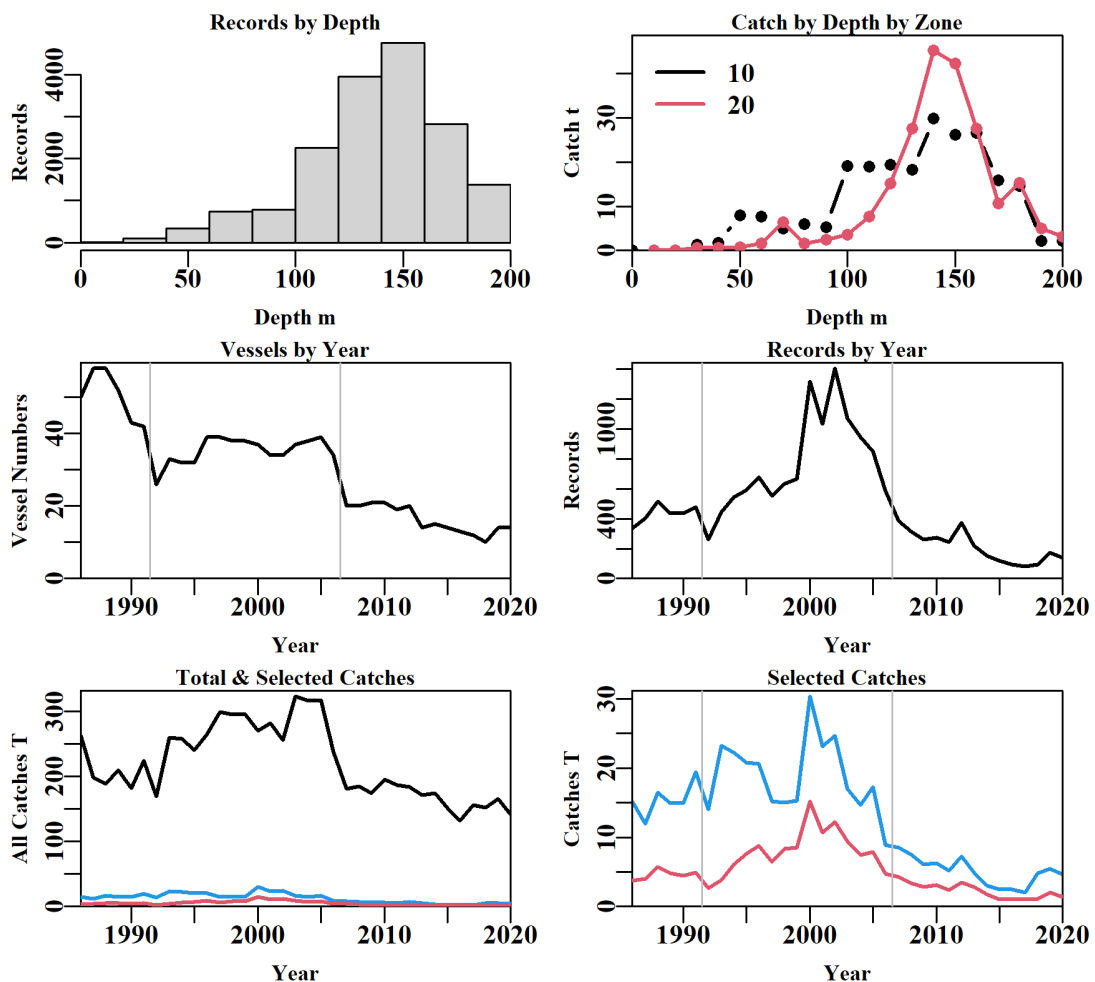 Records by Depth
Records
0 2000 4000
0 50 100 150 200
Depth m
Catch by Depth by Zone
Catch t
0 10 30
10
20
0 50 100 150 200
Depth m
Vessels by Year
Vessel Numbers
0 20 40
1990 2000 2010 2020
Year
Records by Year
Records
0 400 1000
1990 2000 2010 2020
Year
Total & Selected Catches
All Catches T
0 100 200 300
1990 2000 2010 2020
Year
Selected Catches
Catches T
0 10 20 30
1990 2000 2010 2020
Year